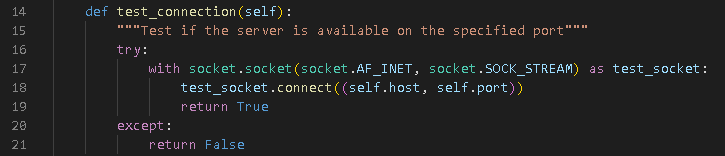 14 def test_connection(self):
15 """Test if the server is available on the specified port"""
16 try:
17 with socket.socket(socket.AF_INET, socket.SOCK_STREAM) as test_socket:
18 test_socket.connect((self.host, self.port))
19 return True
20 except:
21 return False